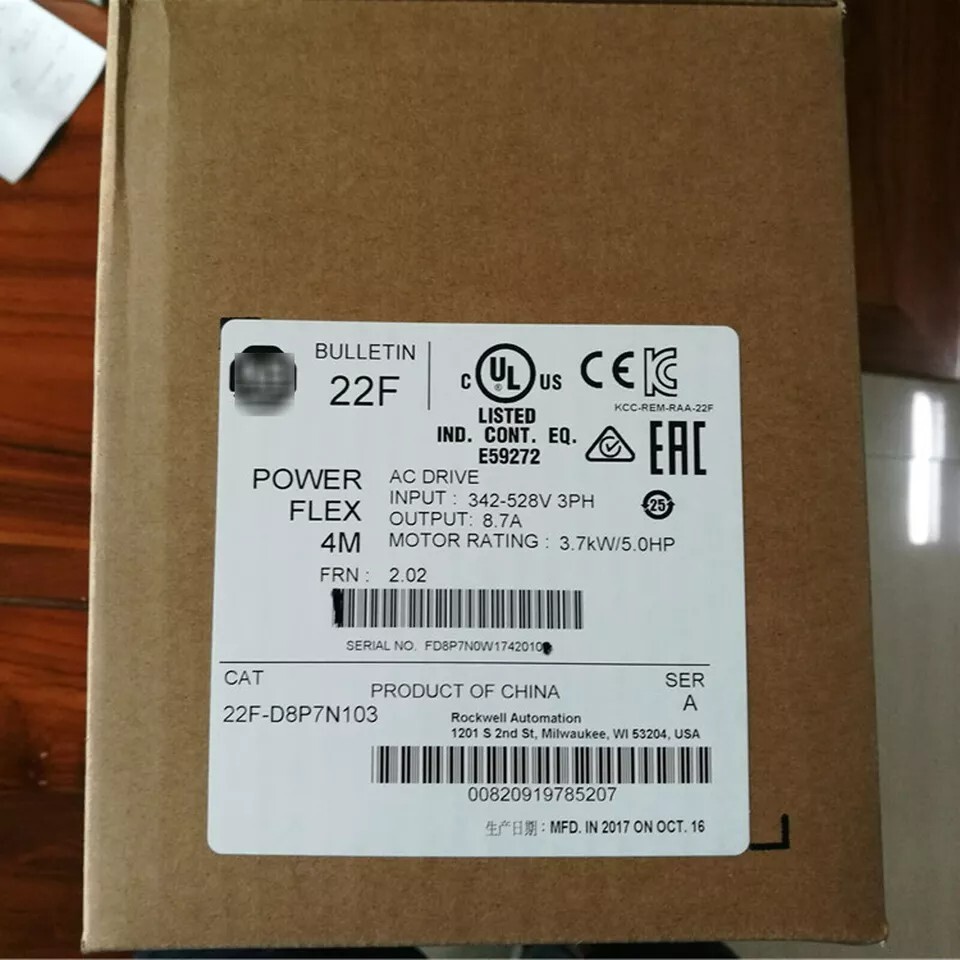 BULLETIN
22F
C UL US
®
LISTED
IND. CONT. EQ.
E59272
CE
KCC-REM-RAA-22F
EAC
25
POWER
FLEX
4M
AC DRIVE
INPUT : 342-528V 3PH
OUTPUT: 8.7A
MOTOR RATING : 3.7kW/5.0HP
FRN : 2.02
SERIAL NO. FD8P7N0W1742010
CAT
22F-D8P7N103
PRODUCT OF CHINA
SER
A
Rockwell Automation
1201 S 2nd St, Milwaukee, WI 53204, USA
00820919785207
生产日期 : MFD. IN 2017 ON OCT. 16